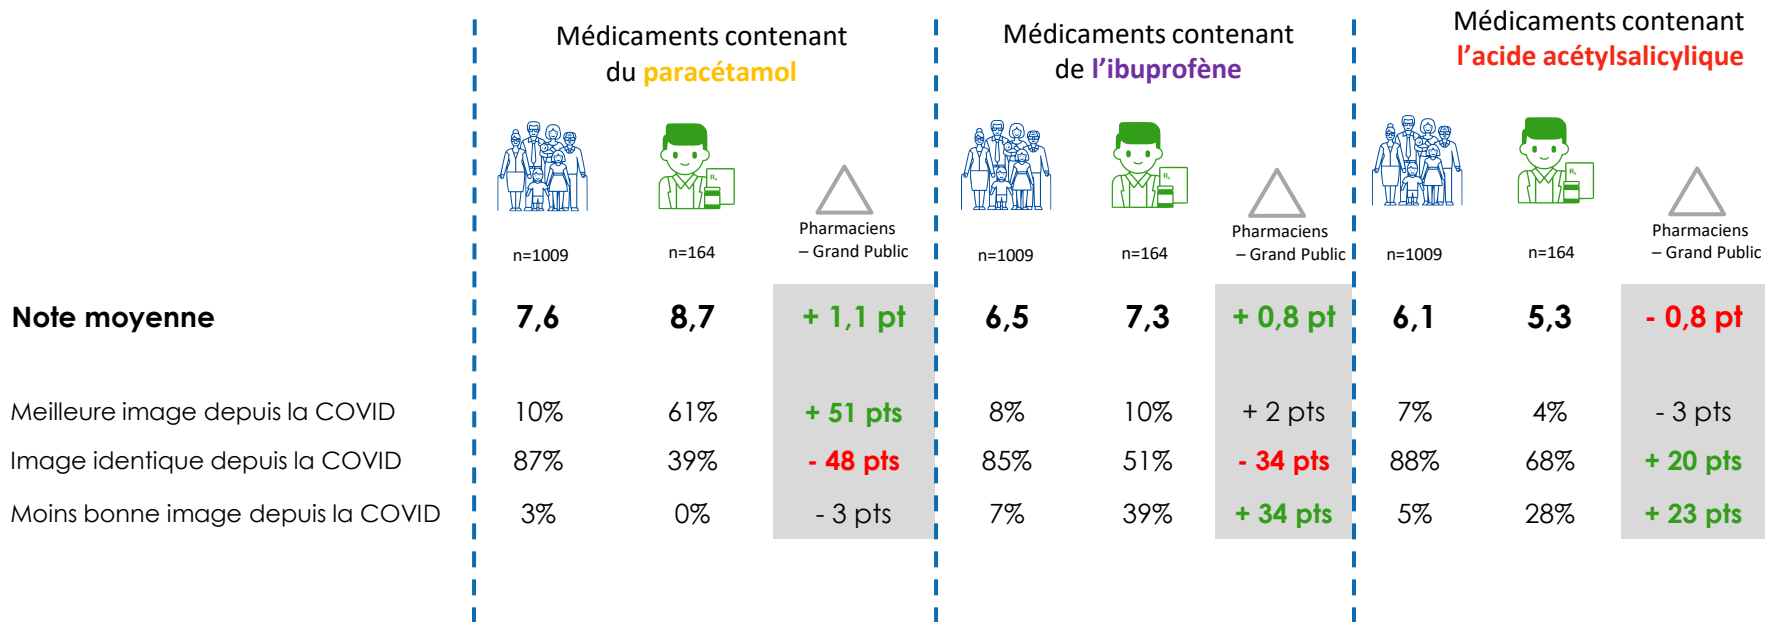 Médicaments contenant
du paracétamol
Médicaments contenant
de l’ibuprofène
Médicaments contenant
l’acide acétylsalicylique
Rx
Rx
Rx
n=1009
n=164
Pharmaciens
– Grand Public
n=1009
n=164
Pharmaciens
– Grand Public
n=1009
n=164
Pharmaciens
– Grand Public
Note moyenne 7,6 8,7 + 1,1 pt 6,5 7,3 + 0,8 pt 6,1 5,3 - 0,8 pt
Meilleure image depuis la COVID 10% 61% + 51 pts 8% 10% + 2 pts 7% 4% - 3 pts
Image identique depuis la COVID 87% 39% - 48 pts 85% 51% - 34 pts 88% 68% + 20 pts
Moins bonne image depuis la COVID 3% 0% - 3 pts 7% 39% + 34 pts 5% 28% + 23 pts